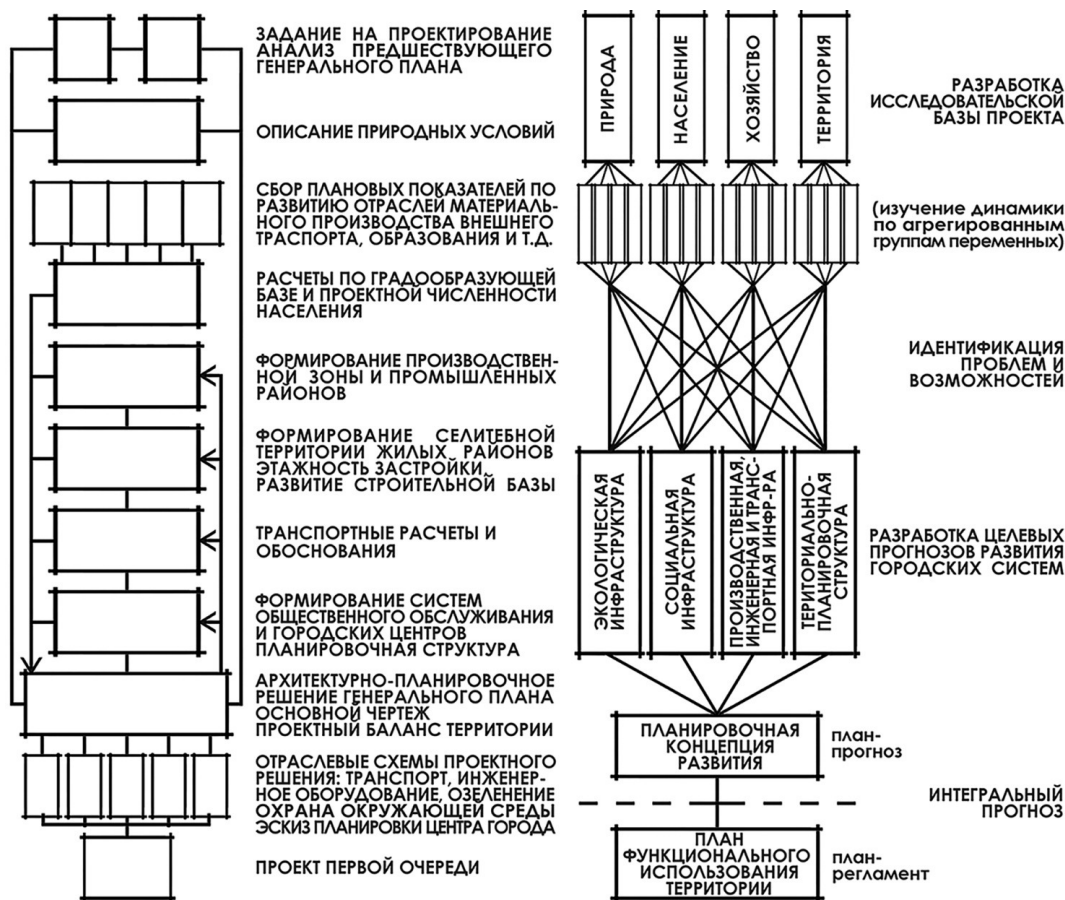 ЗАДАНИЕ НА ПРОЕКТИРОВАНИЕ
АНАЛИЗ ПРЕДШЕСТВУЮЩЕГО
ГЕНЕРАЛЬНОГО ПЛАНА
ОПИСАНИЕ ПРИРОДНЫХ УСЛОВИЙ
СБОР ПЛАНОВЫХ ПОКАЗАТЕЛЕЙ ПО
РАЗВИТИЮ ОТРАСЛЕЙ МАТЕРИАЛЬ-
НОГО ПРОИЗВОДСТВА ВНЕШНЕГО
ТРАСПОРТА, ОБРАЗОВАНИЯ И Т.Д.
РАСЧЕТЫ ПО ГРАДООБРАЗУЮЩЕЙ
БАЗЕ И ПРОЕКТНОЙ ЧИСЛЕННОСТИ
НАСЕЛЕНИЯ
ФОРМИРОВАНИЕ ПРОИЗВОДСТВЕН-
НОЙ ЗОНЫ И ПРОМЫШЛЕННЫХ
РАЙОНОВ
ФОРМИРОВАНИЕ СЕЛИТЕБНОЙ
ТЕРРИТОРИИ ЖИЛЫХ РАЙОНОВ
ЭТАЖНОСТЬ ЗАСТРОЙКИ,
РАЗВИТИЕ СТРОИТЕЛЬНОЙ БАЗЫ
ТРАНСПОРТНЫЕ РАСЧЕТЫ И
ОБОСНОВАНИЯ
ФОРМИРОВАНИЕ СИСТЕМ
ОБЩЕСТВЕННОГО ОБСЛУЖИВАНИЯ
И ГОРОДСКИХ ЦЕНТРОВ
ПЛАНИРОВОЧНАЯ СТРУКТУРА
АРХИТЕКТУРНО-ПЛАНИРОВОЧНОЕ
РЕШЕНИЕ ГЕНЕРАЛЬНОГО ПЛАНА
ОСНОВНОЙ ЧЕРТЕЖ
ПРОЕКТНЫЙ БАЛАНС ТЕРРИТОРИИ
ОТРАСЛЕВЫЕ СХЕМЫ ПРОЕКТНОГО
РЕШЕНИЯ: ТРАНСПОРТ, ИНЖЕНЕР-
НОЕ ОБОРУДОВАНИЕ, ОЗЕЛЕНЕНИЕ
ОХРАНА ОКРУЖАЮЩЕЙ СРЕДЫ
ЭСКИЗ ПЛАНИРОВКИ ЦЕНТРА ГОРОДА
ПРОЕКТ ПЕРВОЙ ОЧЕРЕДИ
ПРИРОДА
НАСЕЛЕНИЕ
ХОЗЯЙСТВО
ТЕРРИТОРИЯ
РАЗРАБОТКА
ИССЛЕДОВАТЕЛЬСКОЙ
БАЗЫ ПРОЕКТА
(изучение динамики
по агрегированным
группам переменных)
ИДЕНТИФИКАЦИЯ
ПРОБЛЕМ И
ВОЗМОЖНОСТЕЙ
ЭКОЛОГИЧЕСКАЯ
ИНФРАСТРУКТУРА
СОЦИАЛЬНАЯ
ИНФРАСТРУКТУРА
ПРОИЗВОДСТВЕННАЯ,
ИНЖЕНЕРНАЯ И ТРАНС-
ПОРТНАЯ ИНФР-РА
ТЕРИТОРИАЛЬНО-
ПЛАНИРОВОЧНАЯ
СТРУКТУРА
РАЗРАБОТКА ЦЕЛЕВЫХ
ПРОГНОЗОВ РАЗВИТИЯ
ГОРОДСКИХ СИСТЕМ
ПЛАНИРОВОЧНАЯ
КОНЦЕПЦИЯ
РАЗВИТИЯ
план-
прогноз
ИНТЕГРАЛЬНЫЙ
ПРОГНОЗ
ПЛАН
ФУНКЦИОНАЛЬНОГО
ИСПОЛЬЗОВАНИЯ
ТЕРРИТОРИИ
план-
регламент